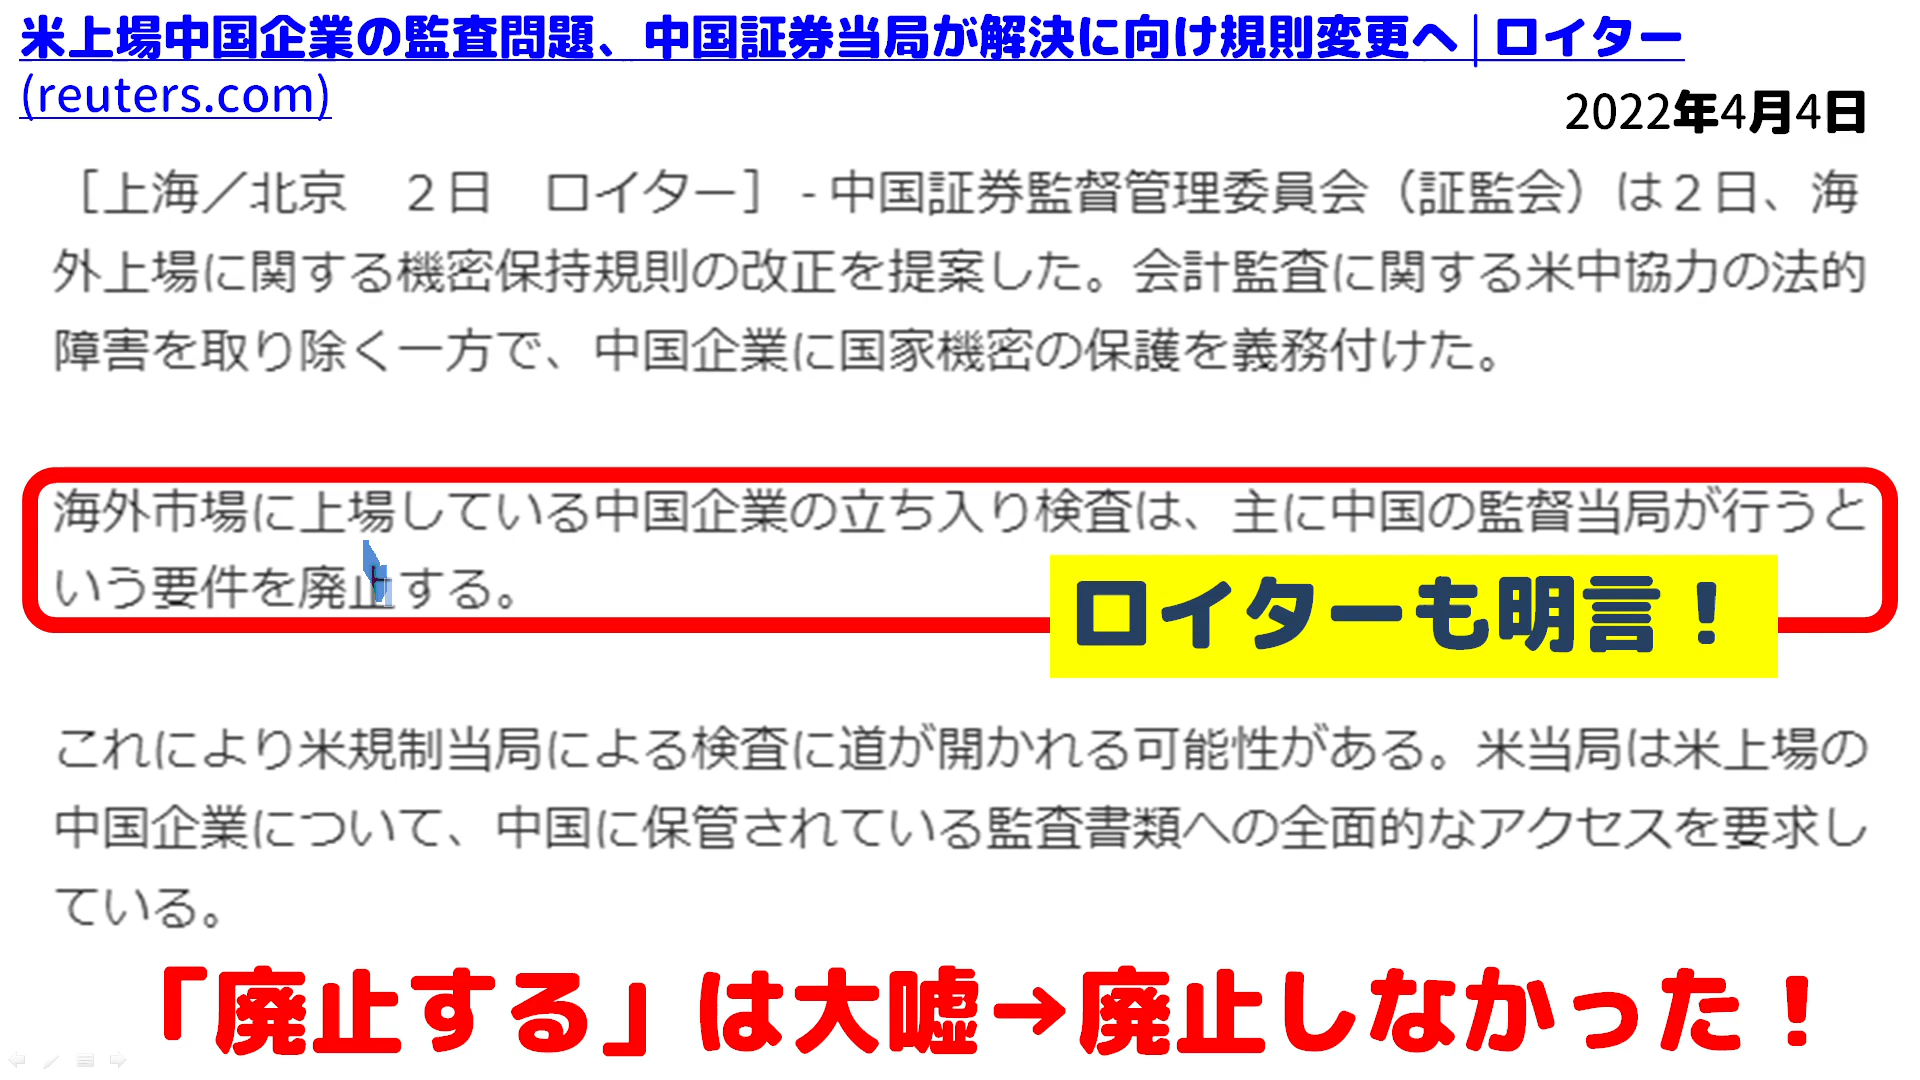 米上場中国企業の監査問題、中国証券当局が解決に向け規則変更へ | ロイター
(reuters.com)
2022年4月4日
［上海／北京　２日　ロイター］ - 中国証券監督管理委員会（証監会）は２日、海
外上場に関する機密保持規則の改正を提案した。会計監査に関する米中協力の法的
障害を取り除く一方で、中国企業に国家機密の保護を義務付けた。
海外市場に上場している中国企業の立ち入り検査は、主に中国の監督当局が行うと
いう要件を廃止する。
ロイターも明言！
これにより米規制当局による検査に道が開かれる可能性がある。米当局は米上場の
中国企業について、中国に保管されている監査書類への全面的なアクセスを要求し
ている。
「廃止する」は大嘘→廃止しなかった！